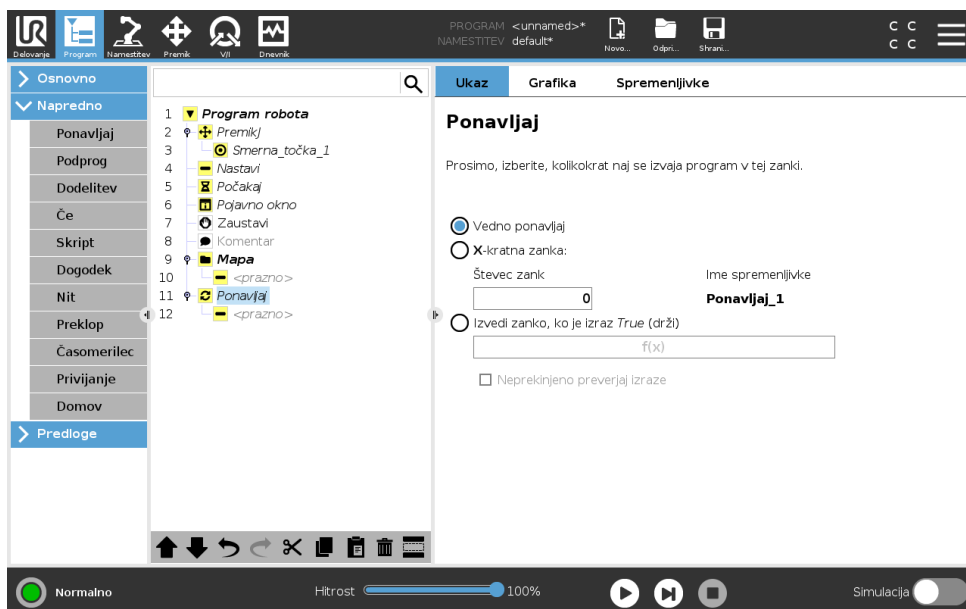 PROGRAM <unnamed>*
NAMESTITEV default*
C C
C C
Delovanje Program Namestitev Premik V/I Dnevnik Novo... Odpri... Shrani...
Osnovno
Napredno
Ponavljaj
Podprog
Dodelitev
Če
Skript
Dogodek
Nit
Preklop
Časomerilec
Privijanje
Domov
Predloge
1 Program robota
2 PremikJ
3 Smerna_točka_1
4 Nastavi
5 Počakaj
6 Pojavno okno
7 Zaustavi
8 Komentar
9 Mapa
10 <prazno>
11 Ponavljaj
12 <prazno>
Ukaz Grafika Spremenljivke
Ponavljaj
Prosimo, izberite, kolikokrat naj se izvaja program v tej zanki.
Vedno ponavljaj
X-kratna zanka:
Števec zank Ime spremenljivke
0 Ponavljaj_1
Izvedi zanko, ko je izraz True (drži)
f(x)
Neprekinjeno preverjaj izraze
Normalno Hitrost 100% Simulacija